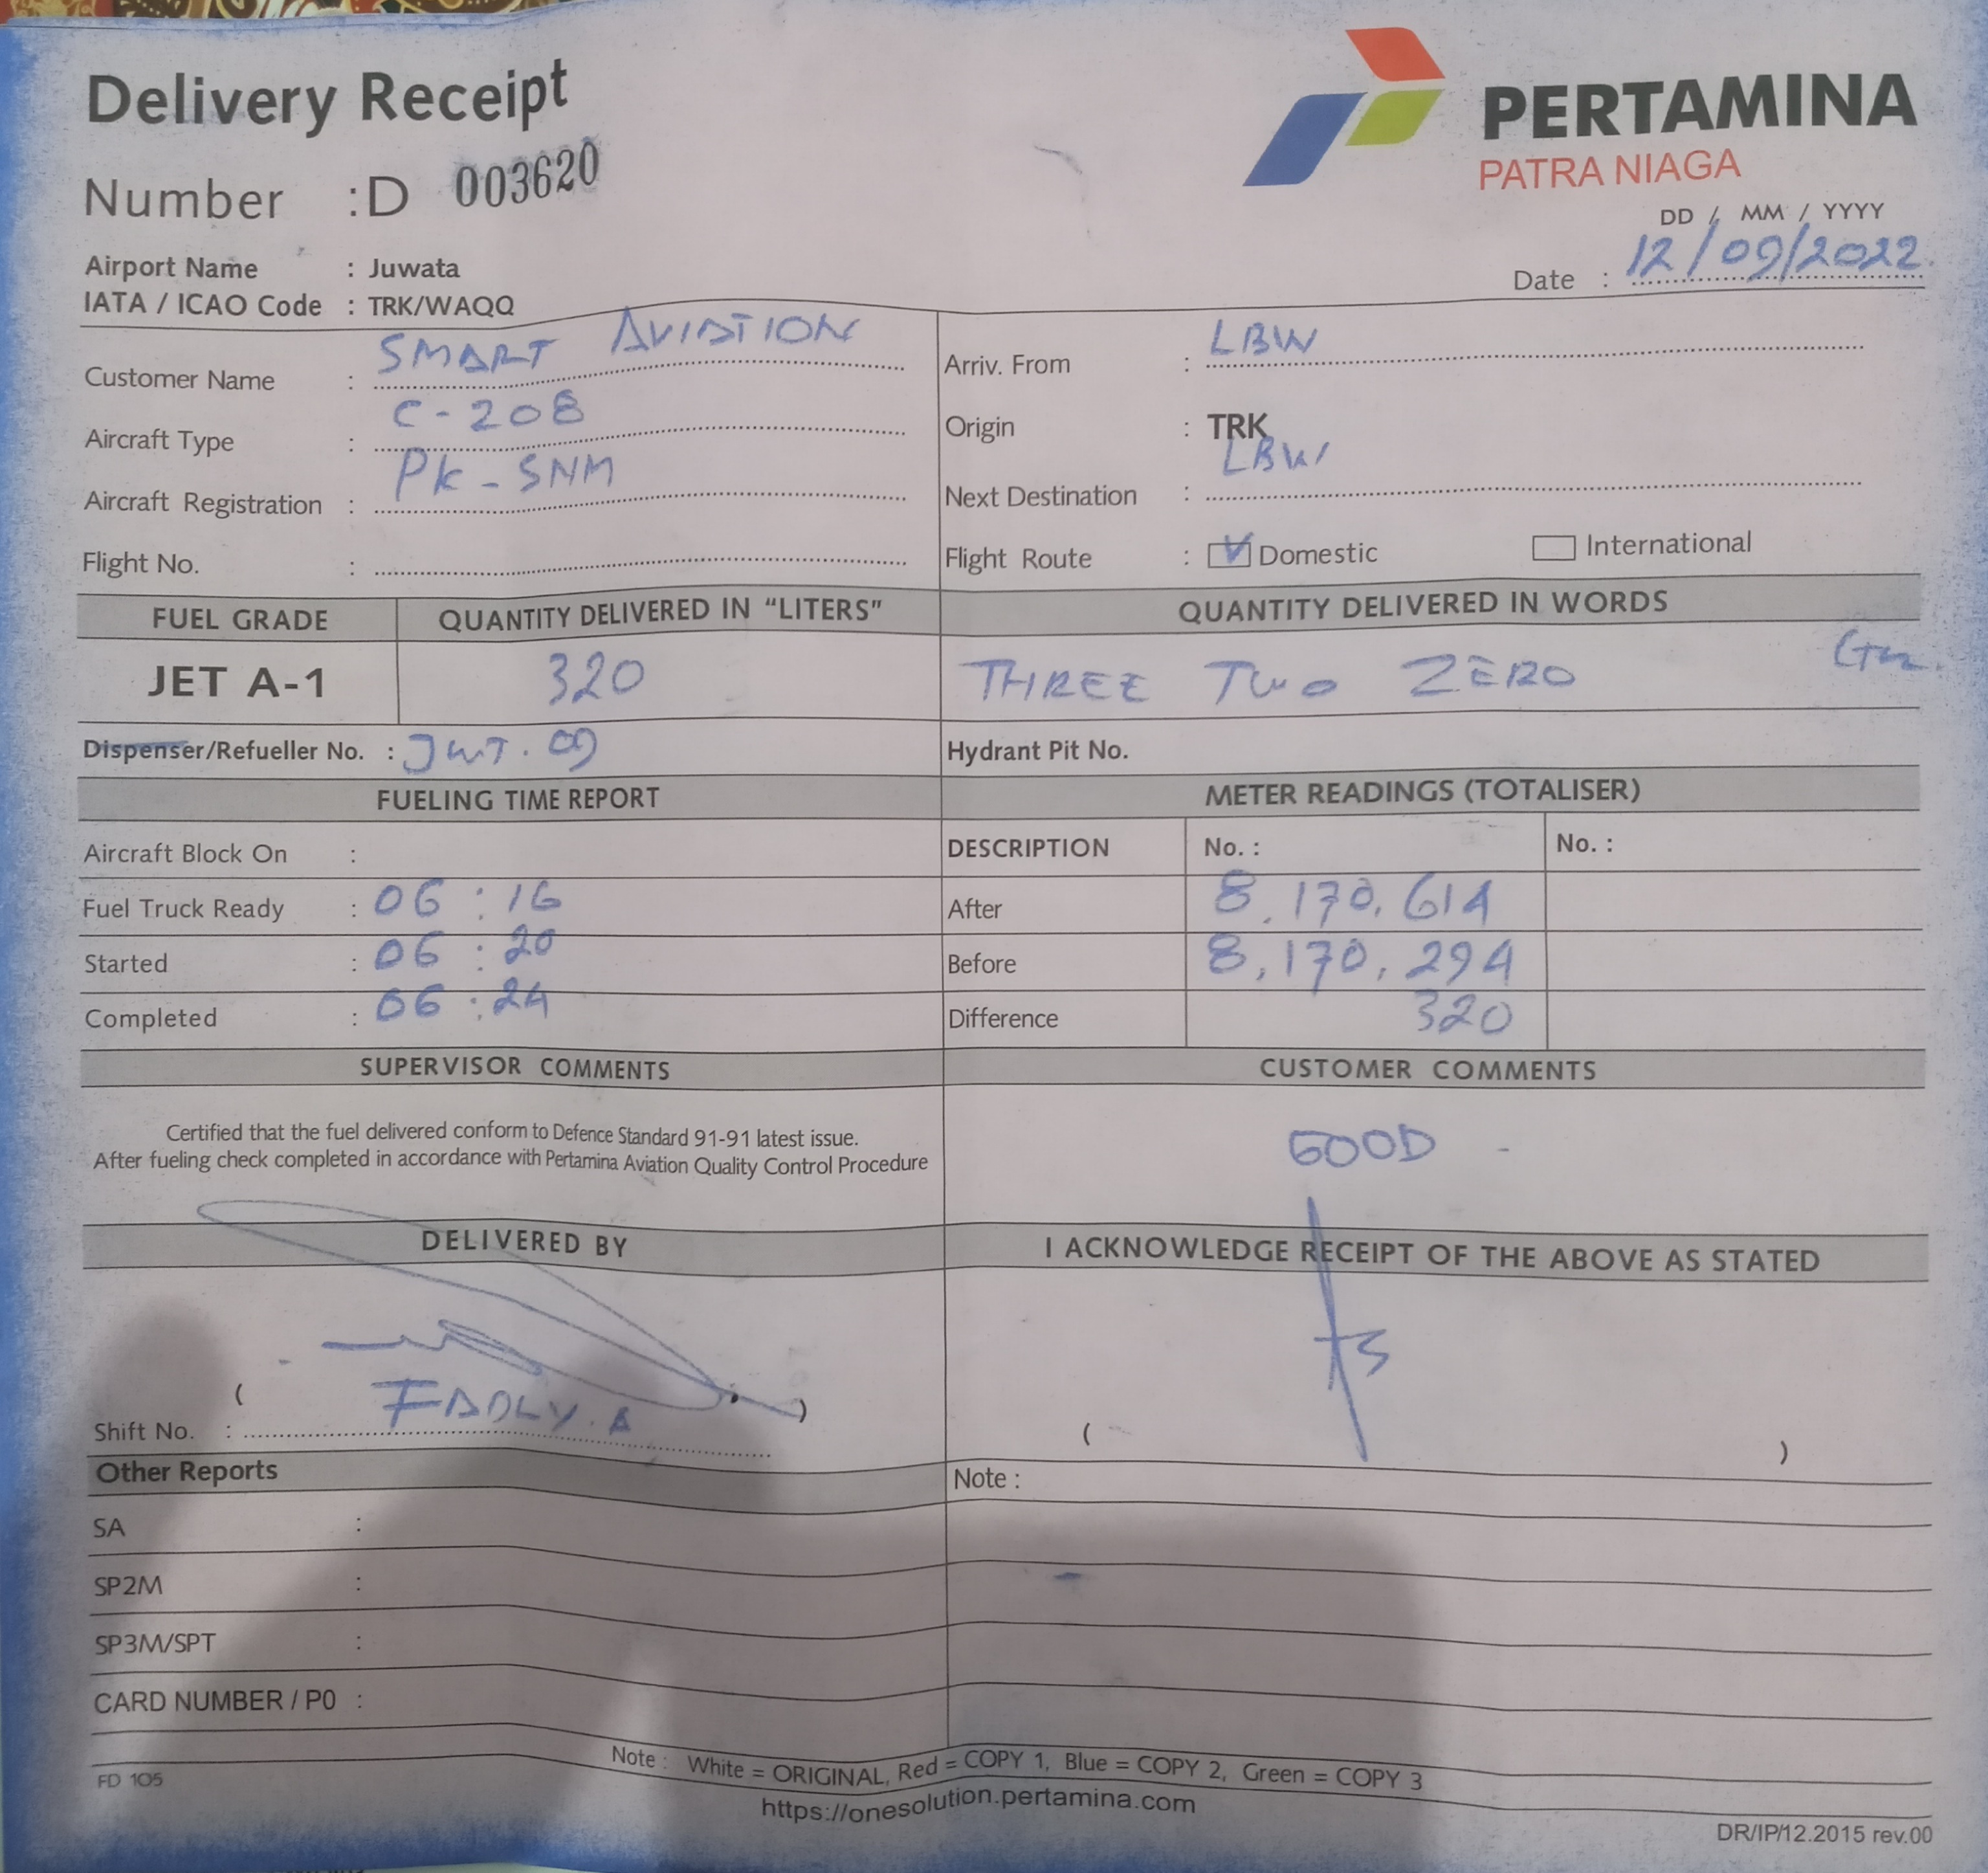 Delivery Receipt
PERTAMINA
PATRA NIAGA
Number :D 003620
DD / MM / YYYY
Date : 12/09/2022
Airport Name : Juwata
IATA / ICAO Code : TRK/WAQQ
Customer Name : SMART AVIATION
Arriv. From : LBW
Aircraft Type : C-208
Origin : TRK
Aircraft Registration : PK-SNM
Next Destination : LBW
Flight No. :
Flight Route : Domestic International
FUEL GRADE QUANTITY DELIVERED IN "LITERS" QUANTITY DELIVERED IN WORDS
JET A-1 320 THREE TWO ZERO
Dispenser/Refueller No. : JWT.09 Hydrant Pit No.
FUELING TIME REPORT METER READINGS (TOTALISER)
Aircraft Block On : DESCRIPTION No. : No. :
Fuel Truck Ready : 06 : 16 After 8,170,614
Started : 06 : 20 Before 8,170,294
Completed : 06 : 24 Difference 320
SUPERVISOR COMMENTS CUSTOMER COMMENTS
Certified that the fuel delivered conform to Defence Standard 91-91 latest issue.
After fueling check completed in accordance with Pertamina Aviation Quality Control Procedure
GOOD
DELIVERED BY I ACKNOWLEDGE RECEIPT OF THE ABOVE AS STATED
( FADLY.A ) ( )
Shift No. :
Other Reports Note :
SA :
SP2M :
SP3M/SPT :
CARD NUMBER / P0 :
Note : White = ORIGINAL, Red = COPY 1, Blue = COPY 2, Green = COPY 3
FD 105
https://onesolution.pertamina.com
DR/IP/12.2015 rev.00